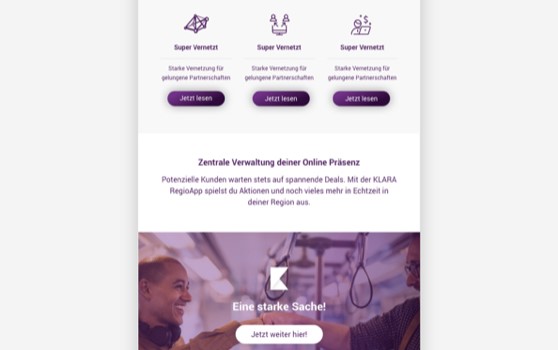 Super Vernetzt
Super Vernetzt
Super Vernetzt
Starke Vernetzung für
gelungene Partnerschaften
Starke Vernetzung für
gelungene Partnerschaften
Starke Vernetzung für
gelungene Partnerschaften
Jetzt lesen
Jetzt lesen
Jetzt lesen
Zentrale Verwaltung deiner Online Präsenz
Potenzielle Kunden warten stets auf spannende Deals. Mit der KLARA
RegioApp spielst du Aktionen und noch vieles mehr in Echtzeit in
deiner Region aus.
Eine starke Sache!
Jetzt weiter hier!